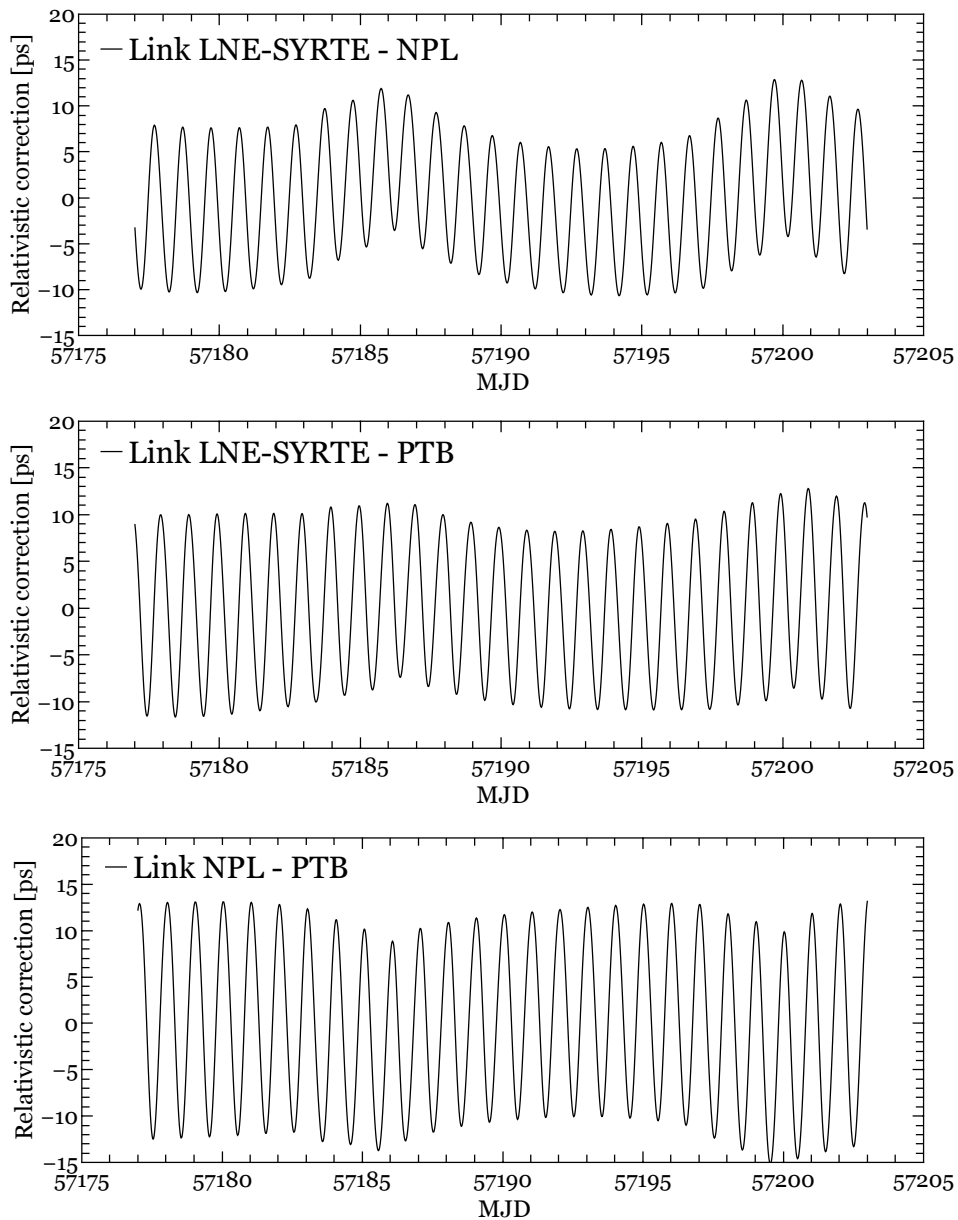 20
15
10
5
0
−5
−10
−15
Relativistic correction [ps]
Link LNE-SYRTE - NPL
57175 57180 57185 57190 57195 57200 57205
MJD
20
15
10
5
0
−5
−10
−15
Relativistic correction [ps]
Link LNE-SYRTE - PTB
57175 57180 57185 57190 57195 57200 57205
MJD
20
15
10
5
0
−5
−10
−15
Relativistic correction [ps]
Link NPL - PTB
57175 57180 57185 57190 57195 57200 57205
MJD